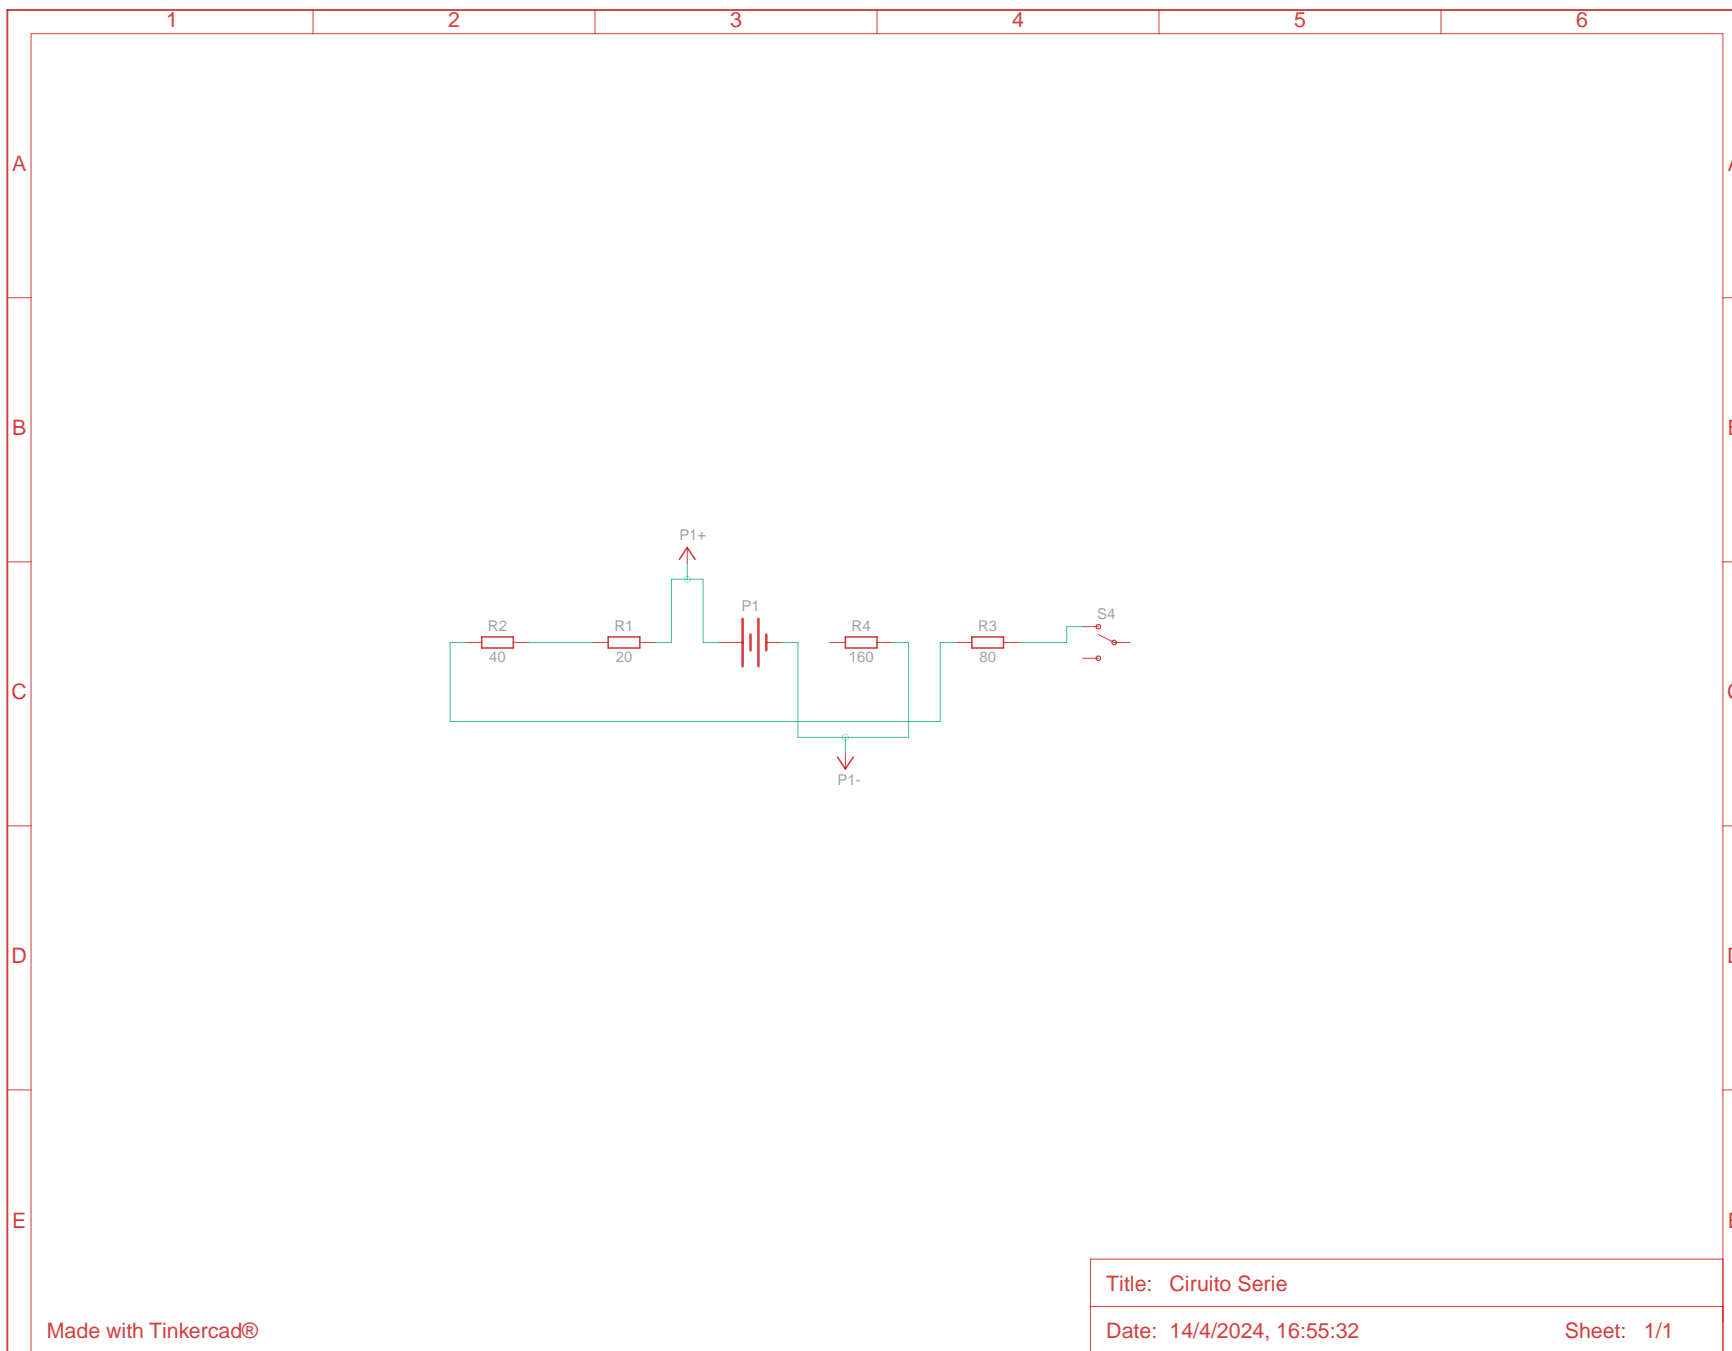 1 2 3 4 5 6
A A
B B
P1+
P1
R2 R1 R4 R3 S4
40 20 160 80
C C
P1-
D D
E E
Title: Ciruito Serie
Made with Tinkercad® Date: 14/4/2024, 16:55:32 Sheet: 1/1